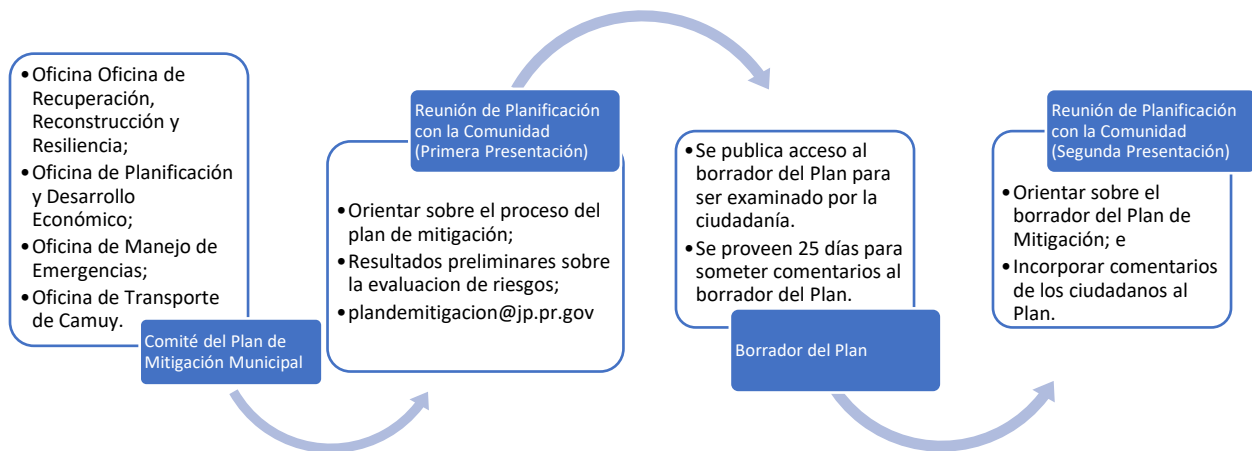 •Oficina Oficina de
Recuperación,
Reconstrucción y
Resiliencia;
•Oficina de Planificación
y Desarrollo
Económico;
•Oficina de Manejo de
Emergencias;
•Oficina de Transporte
de Camuy.
Comité del Plan de
Mitigación Municipal
Reunión de Planificación
con la Comunidad
(Primera Presentación)
•Orientar sobre el proceso del
plan de mitigación;
•Resultados preliminares sobre
la evaluacion de riesgos;
•plandemitigacion@jp.pr.gov
•Se publica acceso al
borrador del Plan para
ser examinado por la
ciudadanía.
•Se proveen 25 días para
someter comentarios al
borrador del Plan.
Borrador del Plan
Reunión de Planificación
con la Comunidad
(Segunda Presentación)
•Orientar sobre el
borrador del Plan de
Mitigación; e
•Incorporar comentarios
de los ciudadanos al
Plan.